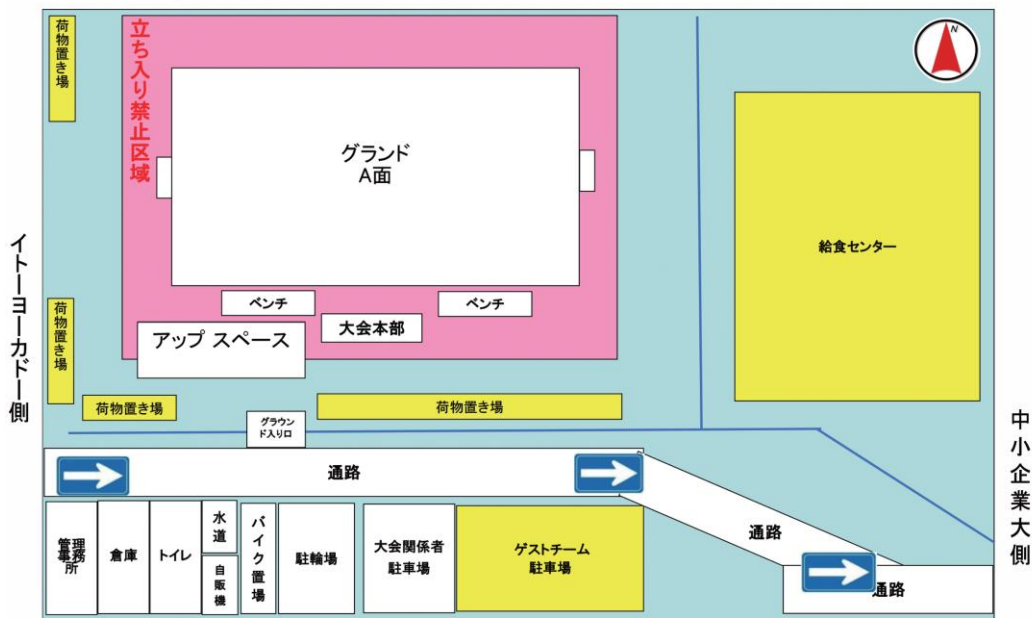 荷物置き場
立ち入り禁止区域
N
グランド
A面
給食センター
イトーヨーカドー側
ベンチ
ベンチ
大会本部
アップ スペース
荷物置き場
荷物置き場
荷物置き場
グラウン
ド入り口
中小企業大側
通路
通路
通路
管理
事務
所
倉庫
トイレ
水道
自販機
バイク置場
駐輪場
大会関係者
駐車場
ゲストチーム
駐車場